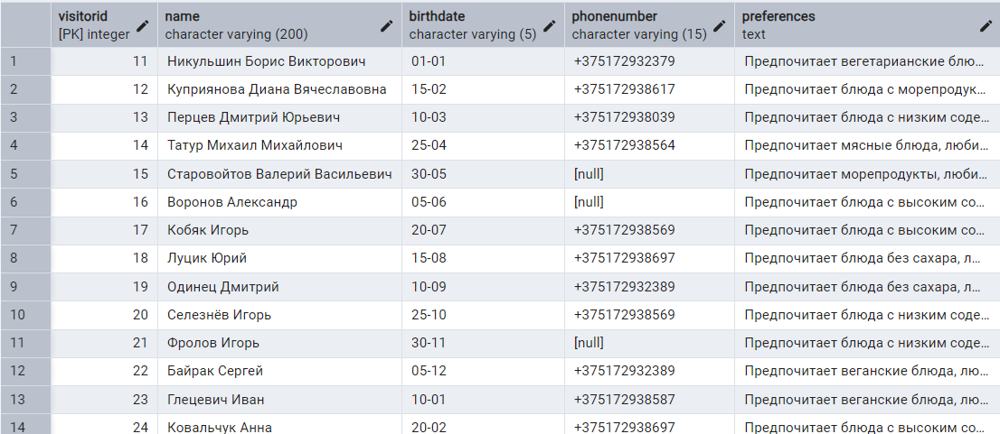 visitorid name birthdate phonenumber preferences
[PK] integer character varying (200) character varying (5) character varying (15) text
1 11 Никульшин Борис Викторович 01-01 +375172932379 Предпочитает вегетарианские блю...
2 12 Куприянова Диана Вячеславовна 15-02 +375172938617 Предпочитает блюда с морепродук...
3 13 Перцев Дмитрий Юрьевич 10-03 +375172938039 Предпочитает блюда с низким соде...
4 14 Татур Михаил Михайлович 25-04 +375172938564 Предпочитает мясные блюда, люби...
5 15 Старовойтов Валерий Васильевич 30-05 [null] Предпочитает морепродукты, люби...
6 16 Воронов Александр 05-06 [null] Предпочитает блюда с высоким со...
7 17 Кобяк Игорь 20-07 +375172938569 Предпочитает блюда с высоким со...
8 18 Луцик Юрий 15-08 +375172938697 Предпочитает блюда без сахара, л...
9 19 Одинец Дмитрий 10-09 +375172932389 Предпочитает блюда без сахара, л...
10 20 Селезнёв Игорь 25-10 +375172938569 Предпочитает блюда с низким соде...
11 21 Фролов Игорь 30-11 [null] Предпочитает блюда с низким соде...
12 22 Байрак Сергей 05-12 +375172932389 Предпочитает веганские блюда, лю...
13 23 Глецевич Иван 10-01 +375172938587 Предпочитает веганские блюда, лю...
14 24 Ковальчук Анна 20-02 +375172938697 Предпочитает блюда с высоким со...